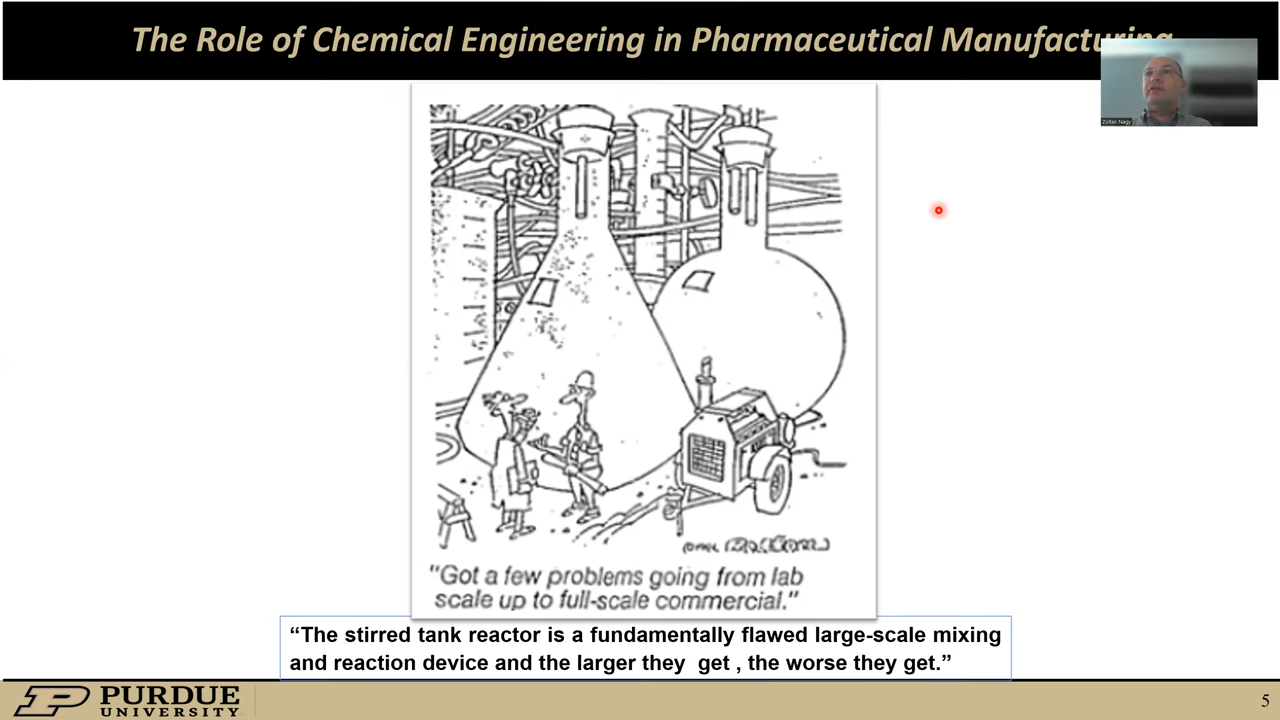 The Role of Chemical Engineering in Pharmaceutical Manufacturing
Zoltan Nagy
"Got a few problems going from lab
scale up to full-scale commercial."
“The stirred tank reactor is a fundamentally flawed large-scale mixing
and reaction device and the larger they get , the worse they get.”
PURDUE
UNIVERSITY
5